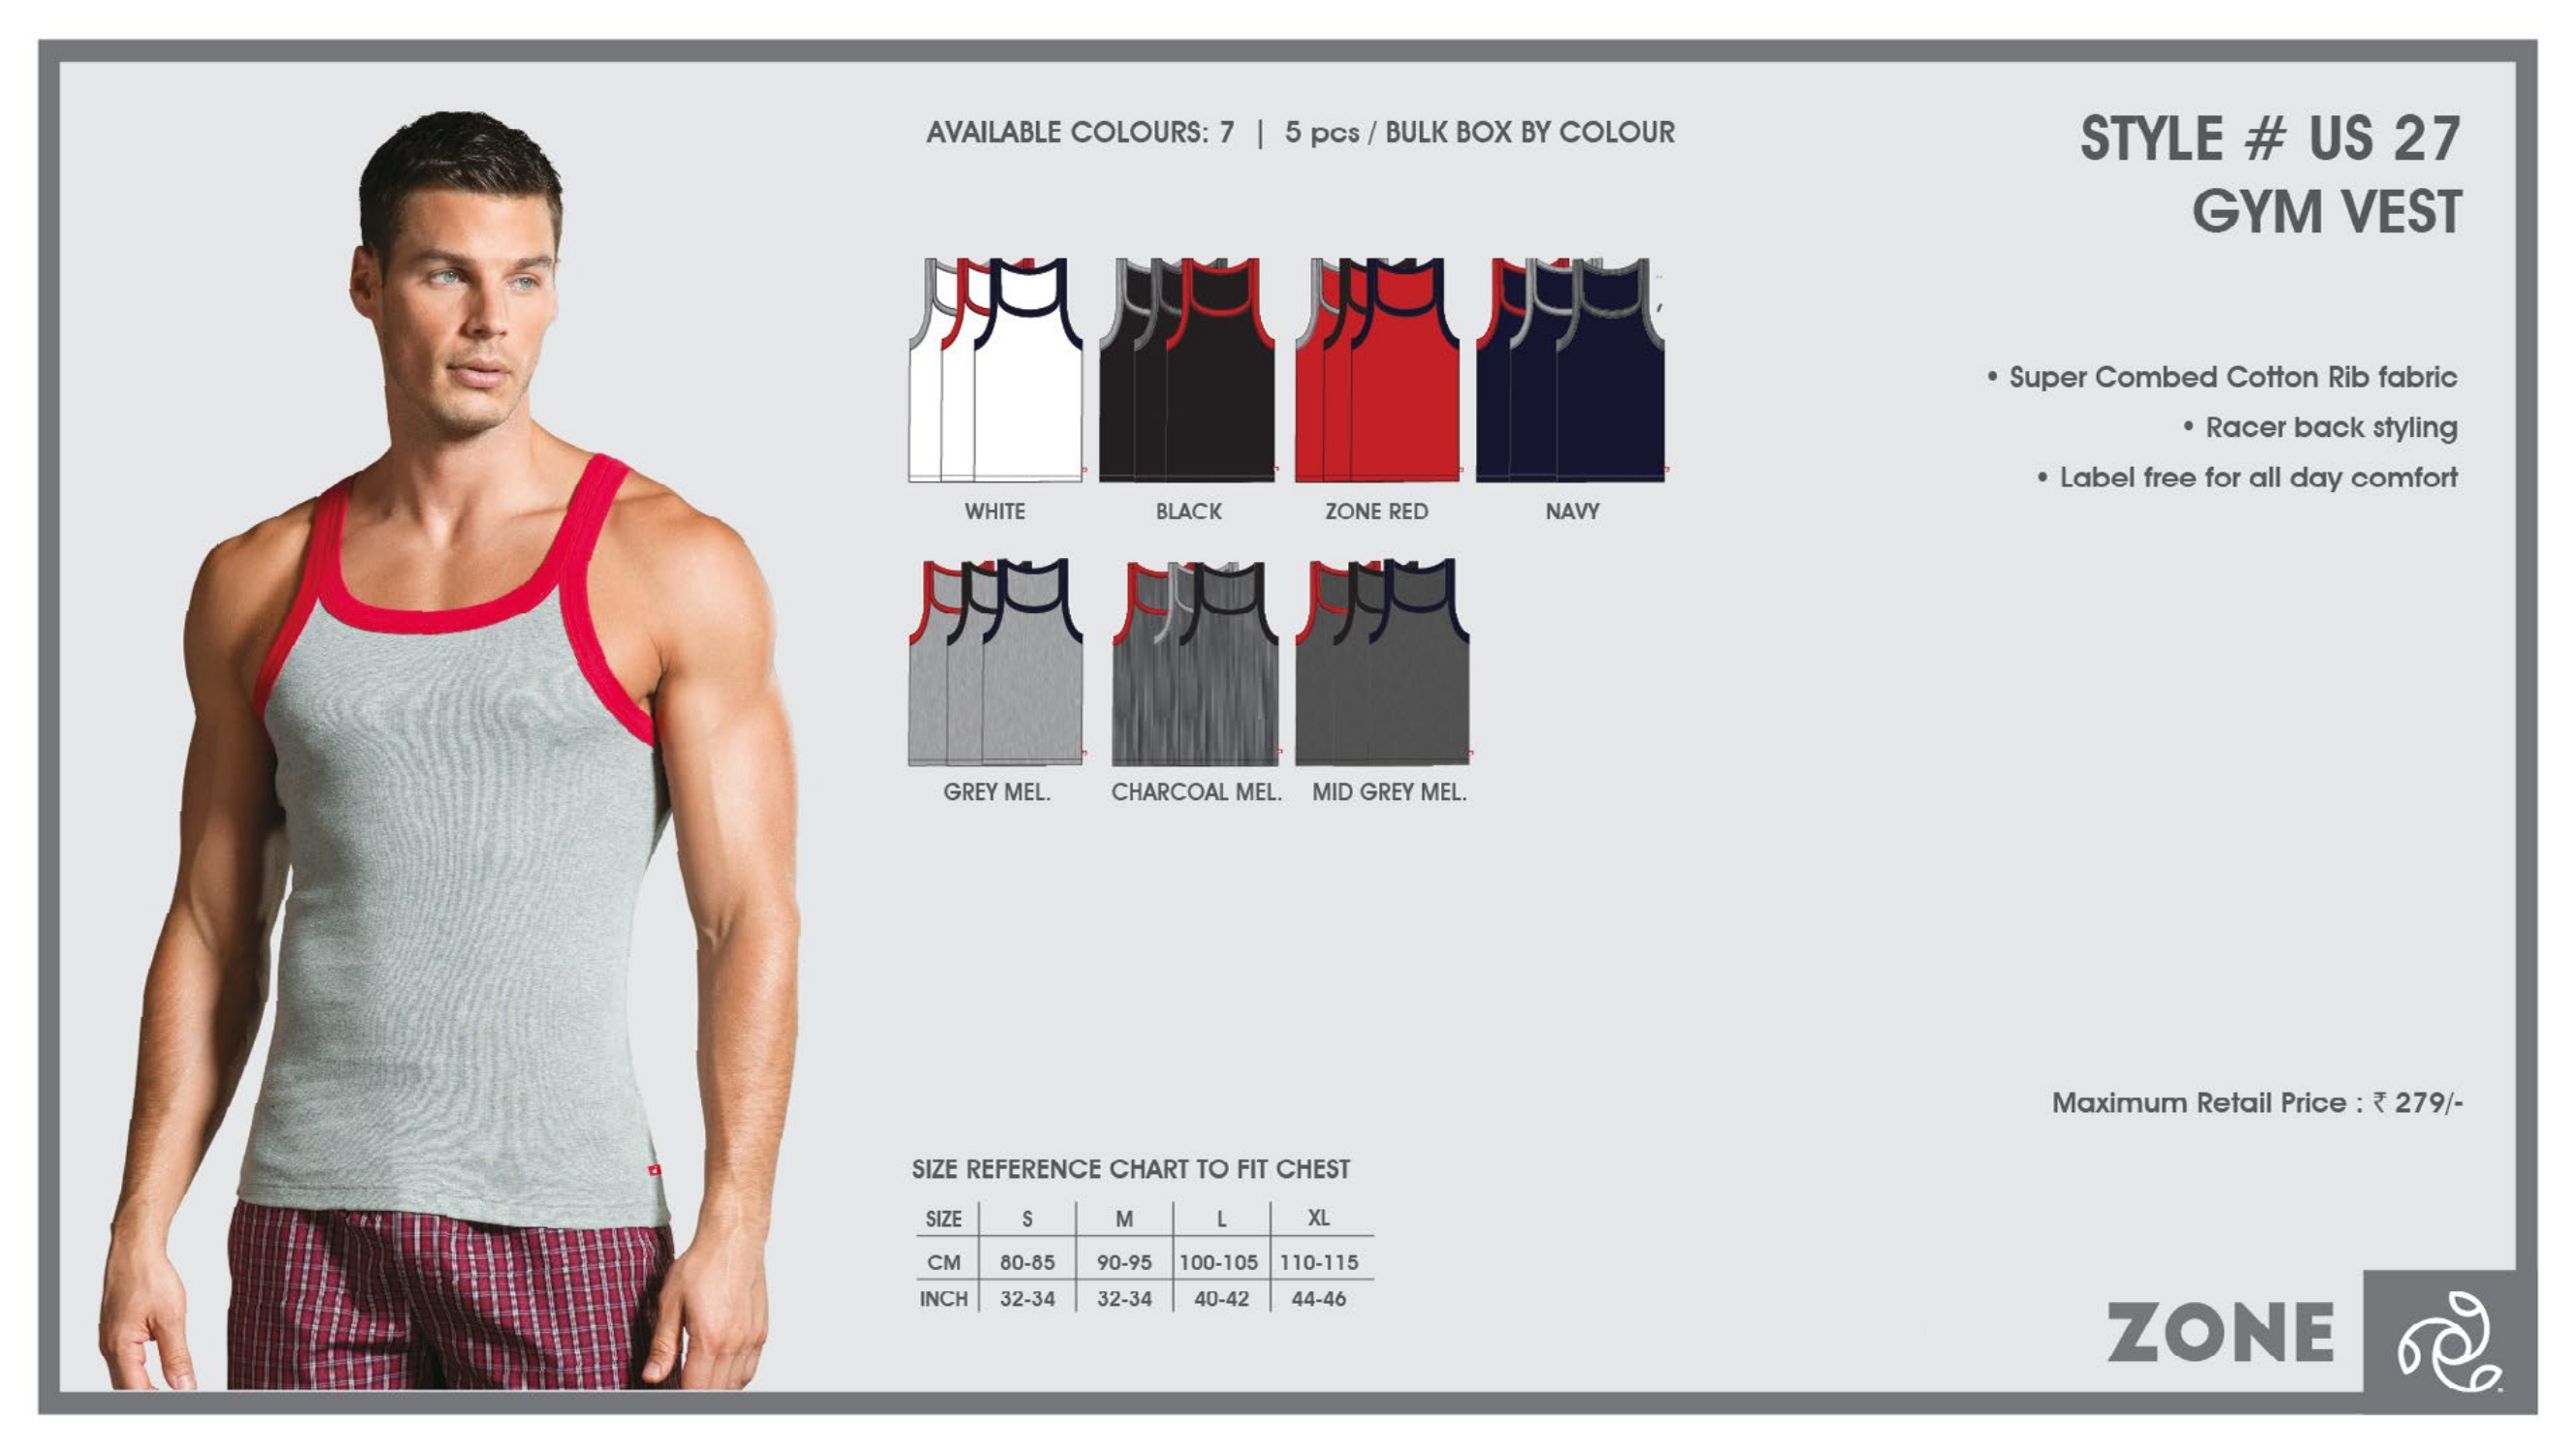 AVAILABLE COLOURS: 7 | 5 pcs / BULK BOX BY COLOUR
STYLE # US 27
GYM VEST
• Super Combed Cotton Rib fabric
• Racer back styling
• Label free for all day comfort
WHITE BLACK ZONE RED NAVY
GREY MEL. CHARCOAL MEL. MID GREY MEL.
Maximum Retail Price : ₹ 279/-
SIZE REFERENCE CHART TO FIT CHEST
SIZE S M L XL
CM 80-85 90-95 100-105 110-115
INCH 32-34 32-34 40-42 44-46
ZONE